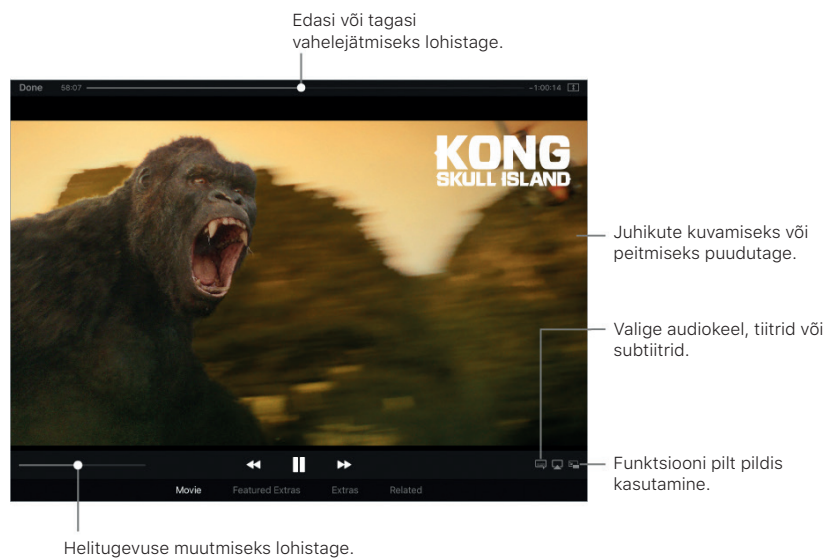 Edasi või tagasi
vahelejätmiseks lohistage.
Done 58:07 -1:00:14
KONG
SKULL ISLAND
Juhikute kuvamiseks või
peitmiseks puudutage.
Valige audiokeel, tiitrid või
subtiitrid.
Funktsiooni pilt pildis
kasutamine.
Movie Featured Extras Extras Related
Helitugevuse muutmiseks lohistage.